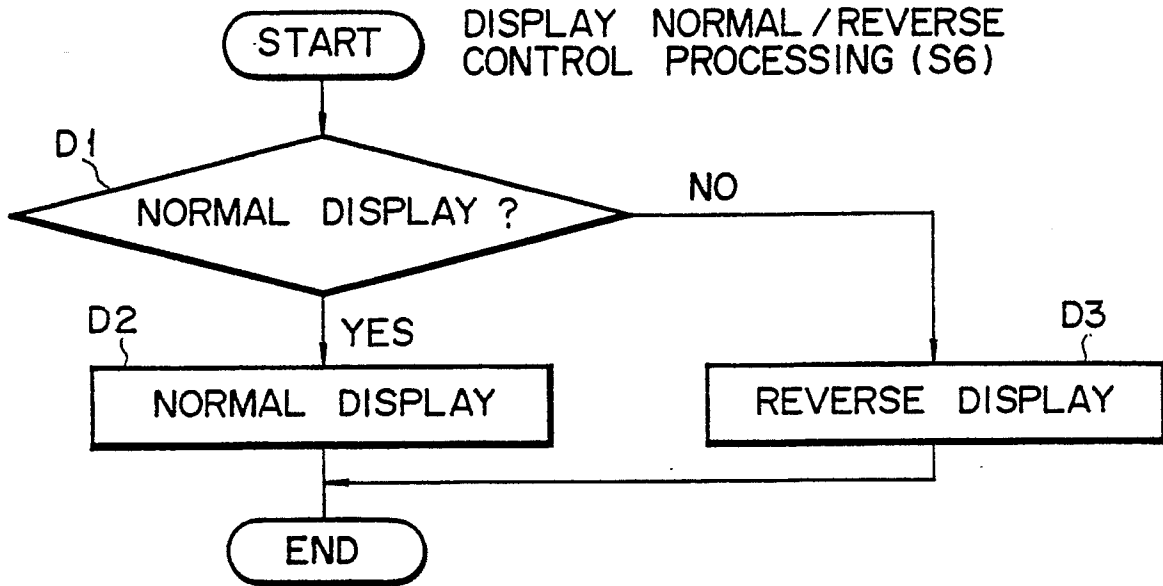 START
DISPLAY NORMAL/REVERSE
CONTROL PROCESSING (S6)
D1
NORMAL DISPLAY ?
NO
D2
YES
D3
NORMAL DISPLAY
REVERSE DISPLAY
END